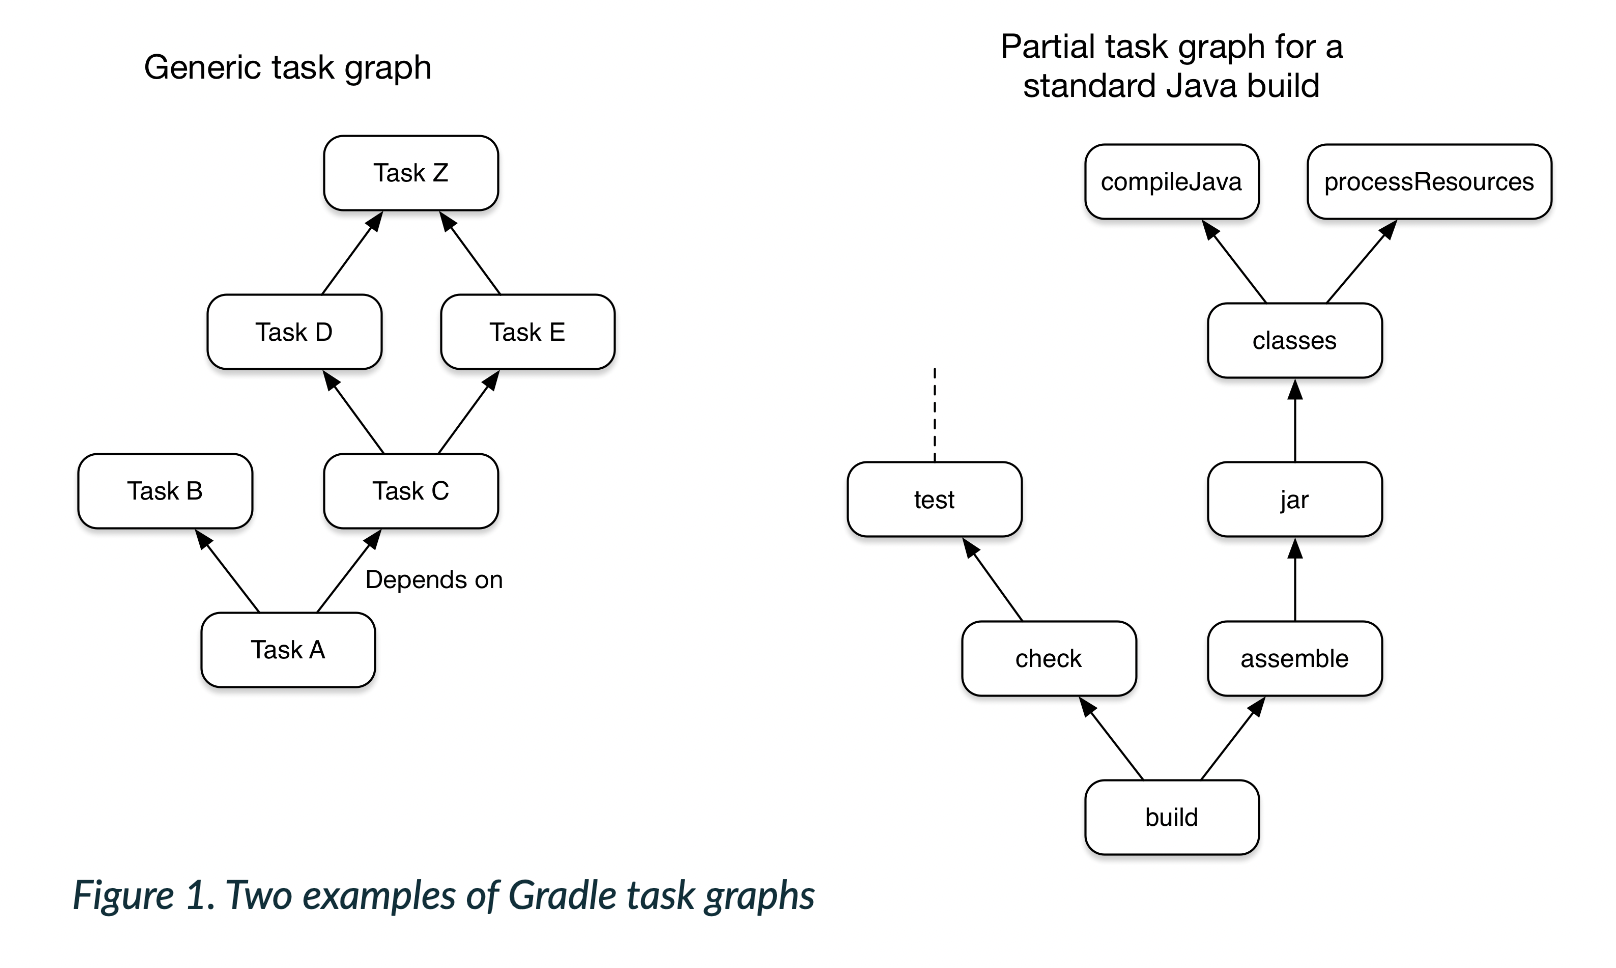 Generic task graph
Task Z
Task D
Task E
Task B
Task C
Depends on
Task A
Partial task graph for a
standard Java build
compileJava
processResources
classes
test
jar
check
assemble
build
Figure 1. Two examples of Gradle task graphs